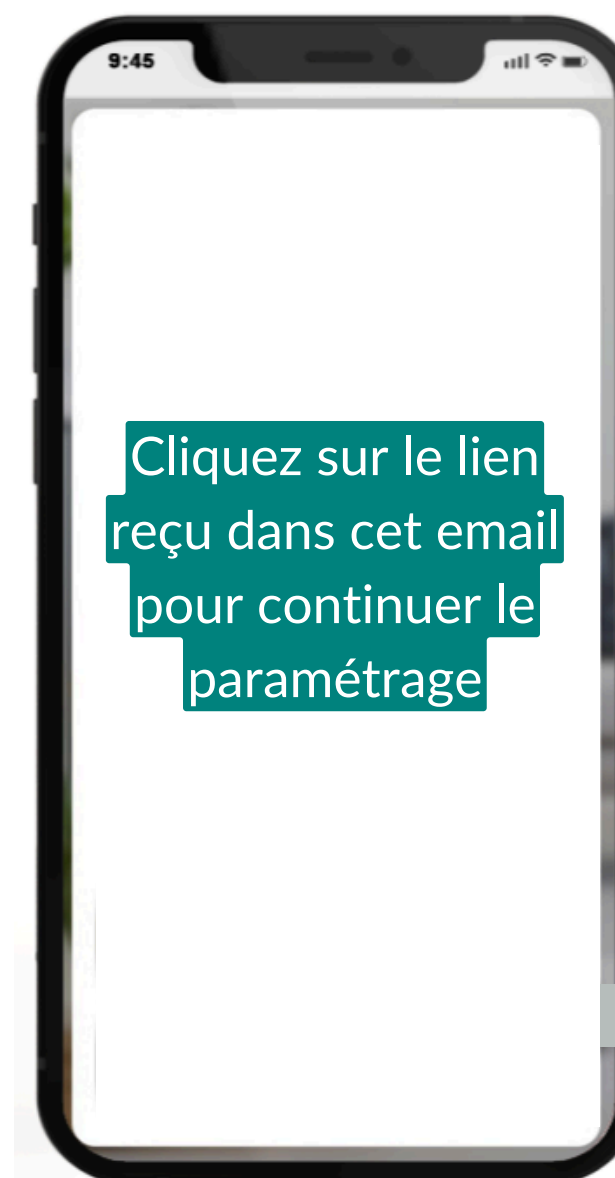 9:45
Cliquez sur le lien
reçu dans cet email
pour continuer le
paramétrage